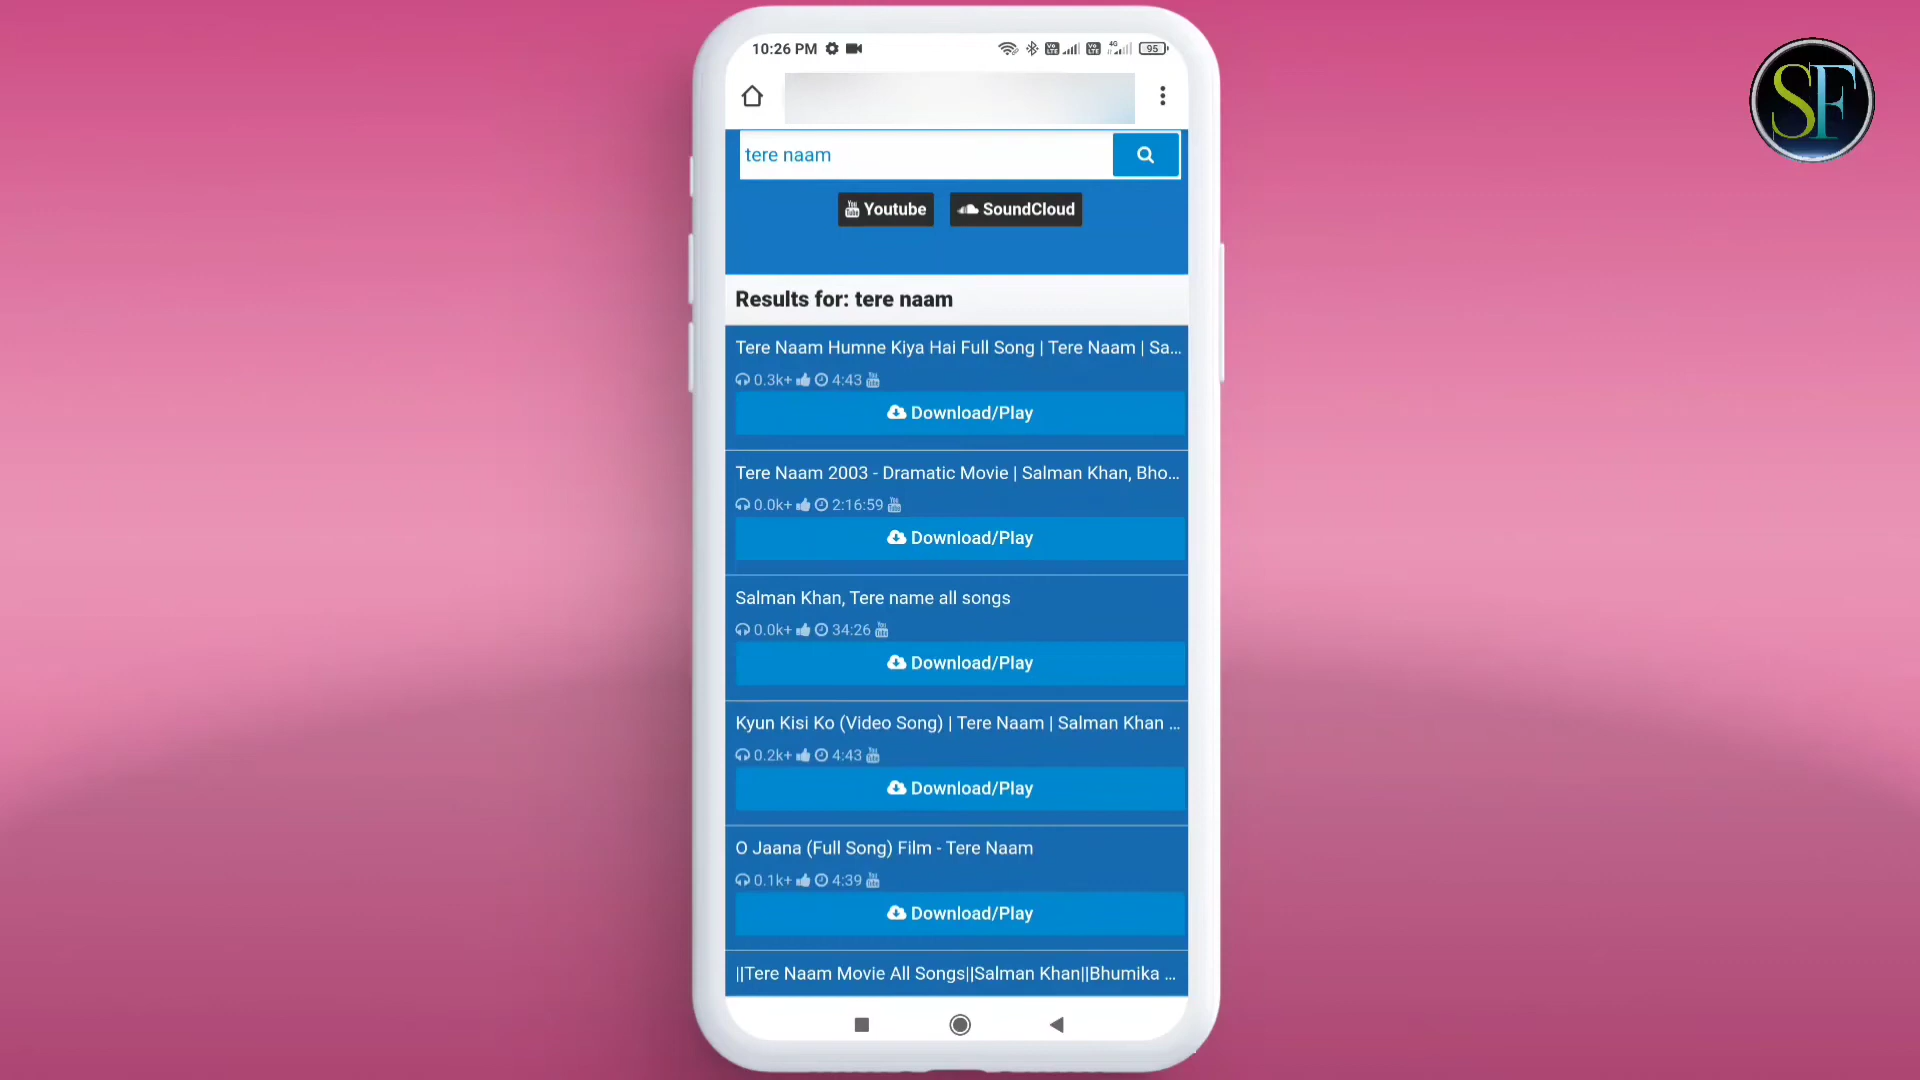 10:26 PM
4G
95
SF
tere naam
Youtube
SoundCloud
Results for: tere naam
Tere Naam Humne Kiya Hai Full Song | Tere Naam | Sa...
0.3k+ 4:43
Download/Play
Tere Naam 2003 - Dramatic Movie | Salman Khan, Bho...
0.0k+ 2:16:59
Download/Play
Salman Khan, Tere name all songs
0.0k+ 34:26
Download/Play
Kyun Kisi Ko (Video Song) | Tere Naam | Salman Khan ...
0.2k+ 4:43
Download/Play
O Jaana (Full Song) Film - Tere Naam
0.1k+ 4:39
Download/Play
||Tere Naam Movie All Songs||Salman Khan||Bhumika ...